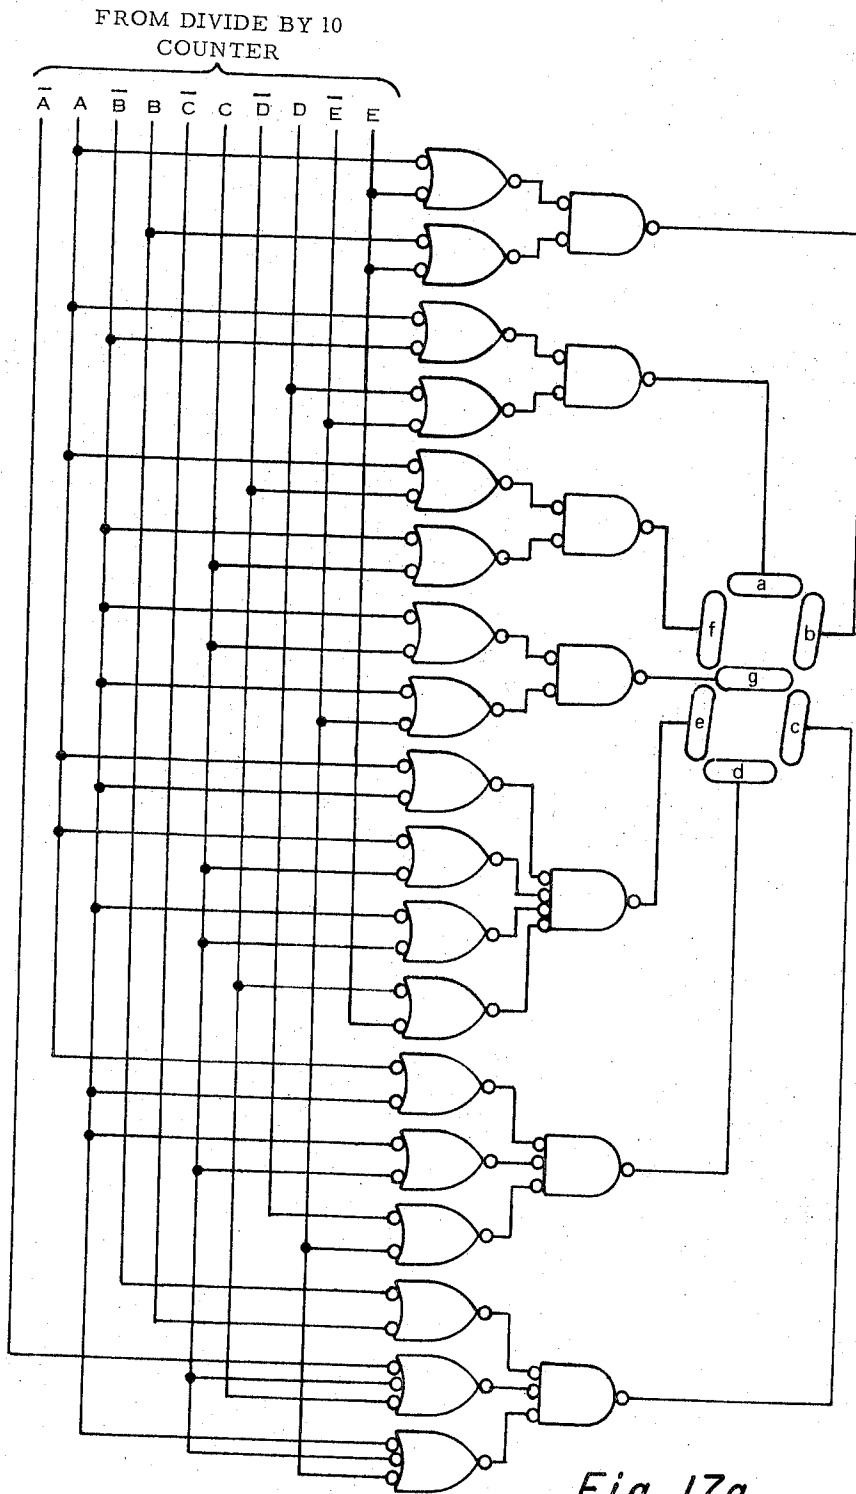 FROM DIVIDE BY 10
COUNTER
A̅ A B̅ B C̅ C D̅ D E̅ E
a
f
b
g
e
c
d
Fig. 17a